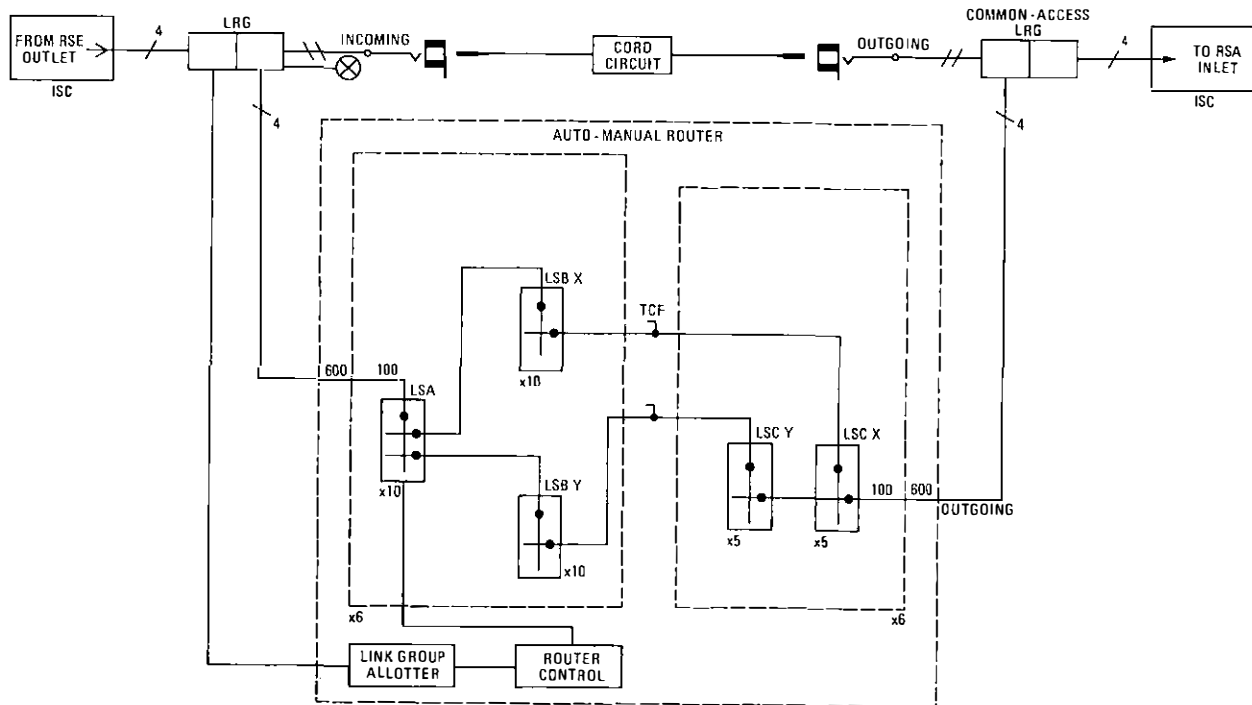 LRG
FROM RSE
OUTLET
ISC
4
INCOMING
4
CORD
CIRCUIT
OUTGOING
COMMON-ACCESS
LRG
4
TO RSA
INLET
ISC
4
AUTO-MANUAL ROUTER
LSB X
x10
TCF
600
100
LSA
x10
LSB Y
x10
LSC Y
x5
LSC X
x5
100
600
OUTGOING
x6
x6
LINK GROUP
ALLOTTER
ROUTER
CONTROL